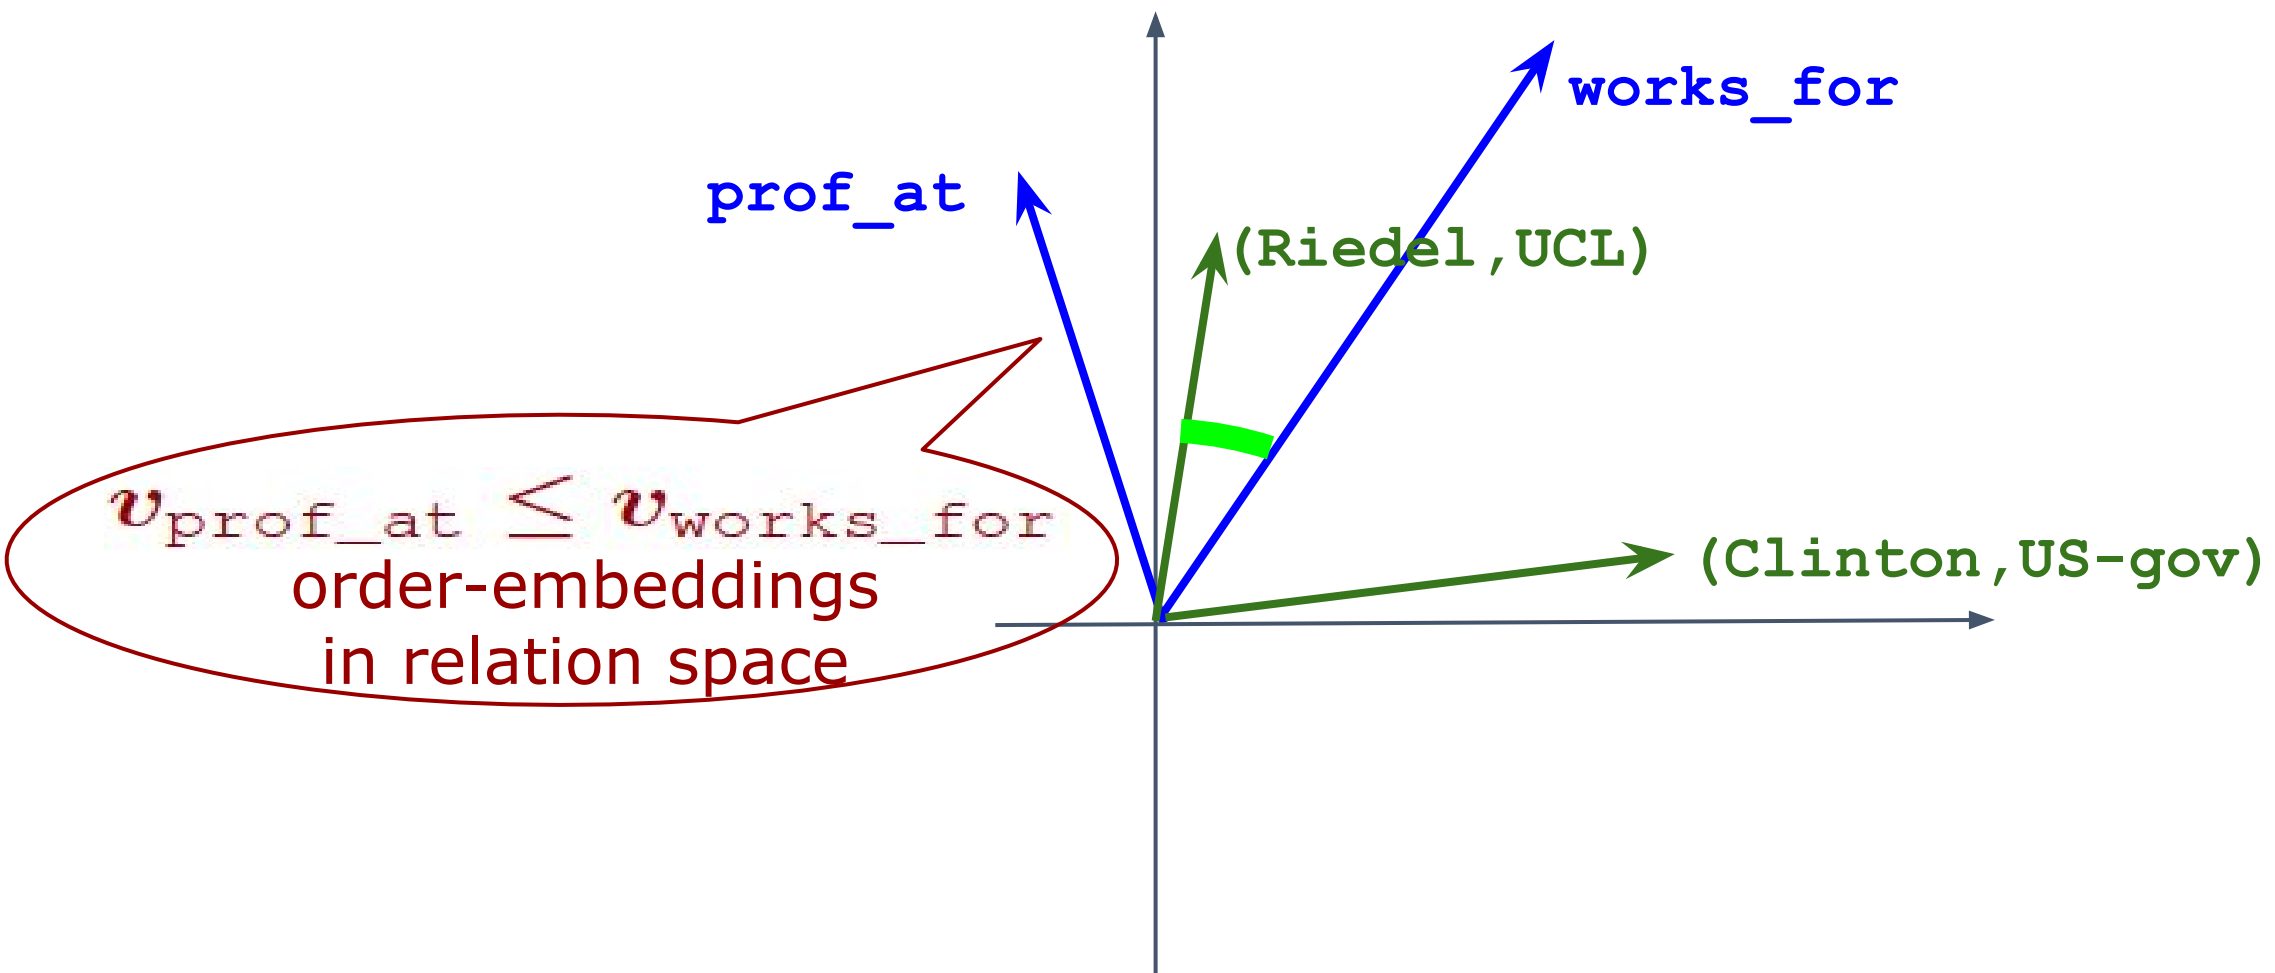 works_for
prof_at
(Riedel,UCL)
v_prof_at ≤ v_works_for
order-embeddings
in relation space
(Clinton,US-gov)